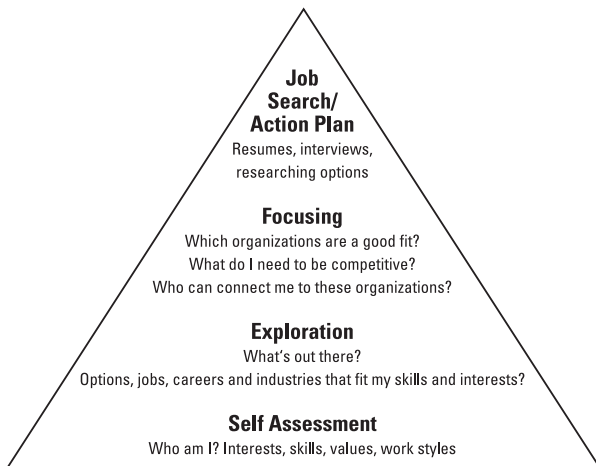 Job
Search/
Action Plan
Resumes, interviews,
researching options
Focusing
Which organizations are a good fit?
What do I need to be competitive?
Who can connect me to these organizations?
Exploration
What's out there?
Options, jobs, careers and industries that fit my skills and interests?
Self Assessment
Who am I? Interests, skills, values, work styles